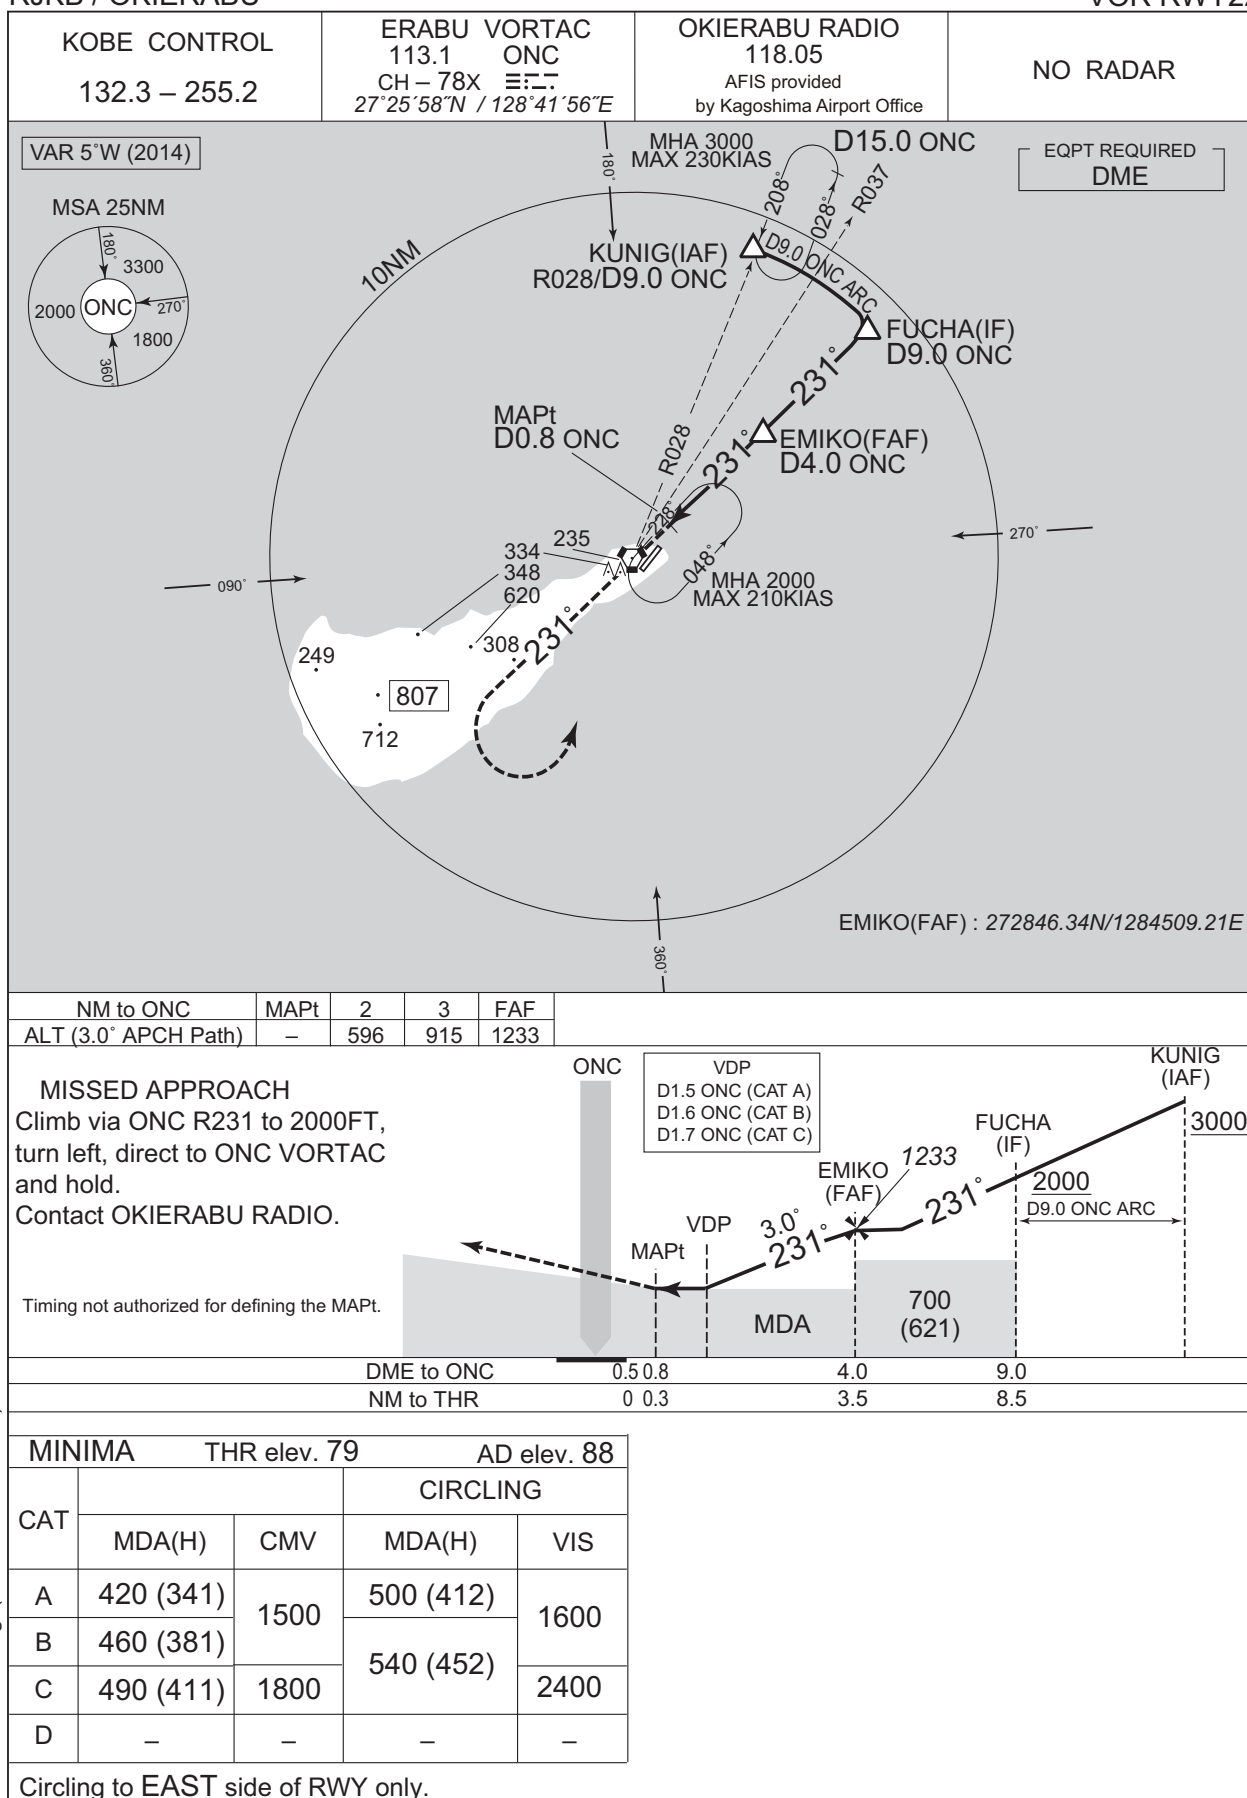 RJKB / OKIERABU
VOR RWY22
KOBE CONTROL
132.3 – 255.2
ERABU VORTAC
113.1 ONC
CH – 78X
27°25´58˝N / 128°41´56˝E
OKIERABU RADIO
118.05
AFIS provided
by Kagoshima Airport Office
NO RADAR
VAR 5˚W (2014)
MSA 25NM
180˚
3300
2000
ONC
270˚
1800
360˚
180˚
MHA 3000
MAX 230KIAS
D15.0 ONC
EQPT REQUIRED
DME
208˚
028˚
R037
10NM
KUNIG(IAF)
R028/D9.0 ONC
D9.0 ONC ARC
FUCHA(IF)
D9.0 ONC
231˚
MAPt
D0.8 ONC
R028
EMIKO(FAF)
D4.0 ONC
231˚
228˚
270˚
235
334
348
620
048˚
MHA 2000
MAX 210KIAS
090˚
231˚
308
249
807
712
EMIKO(FAF) : 272846.34N/1284509.21E
360˚
NM to ONC MAPt 2 3 FAF
ALT (3.0˚ APCH Path) – 596 915 1233
MISSED APPROACH
Climb via ONC R231 to 2000FT,
turn left, direct to ONC VORTAC
and hold.
Contact OKIERABU RADIO.
Timing not authorized for defining the MAPt.
ONC
VDP
D1.5 ONC (CAT A)
D1.6 ONC (CAT B)
D1.7 ONC (CAT C)
KUNIG
(IAF)
3000
FUCHA
(IF)
2000
D9.0 ONC ARC
EMIKO
(FAF)
1233
231˚
3.0˚
231˚
VDP
MAPt
MDA
700
(621)
DME to ONC 0.5 0.8 4.0 9.0
NM to THR 0 0.3 3.5 8.5
MINIMA THR elev. 79 AD elev. 88
CAT
CIRCLING
MDA(H) CMV MDA(H) VIS
A 420 (341) 1500 500 (412) 1600
B 460 (381) 540 (452)
C 490 (411) 1800 2400
D – – – –
Circling to EAST side of RWY only.